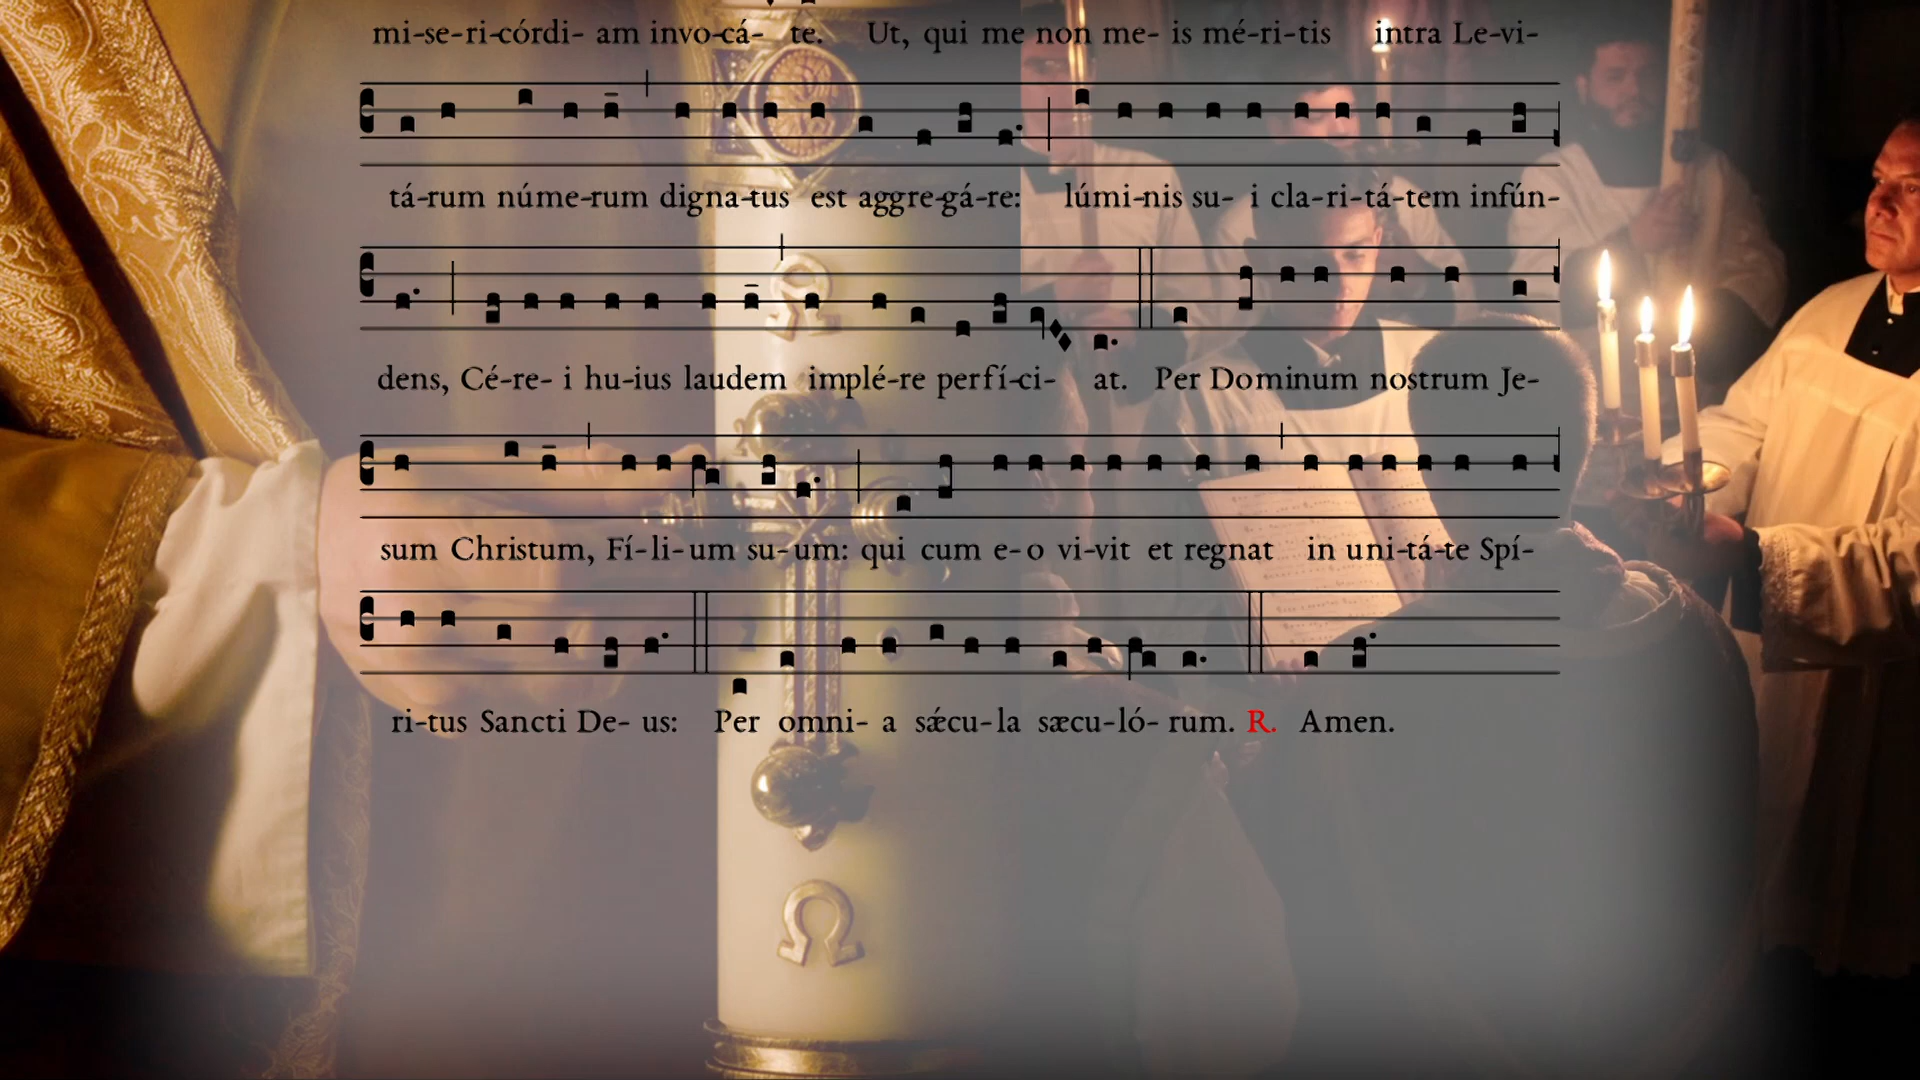 mi-se-ri-córdi- am invo-cá- te. Ut, qui me non me- is mé-ri-tis intra Le-vi-
tá-rum núme-rum digna-tus est aggre-gá-re: lúmi-nis su- i cla-ri-tá-tem infún-
dens, Cé-re- i hu-ius laudem implé-re perfí-ci- at. Per Dominum nostrum Je-
sum Christum, Fí-li-um su-um: qui cum e-o vi-vit et regnat in uni-tá-te Spí-
ri-tus Sancti De- us: Per omni- a sǽcu-la sæcu-ló- rum. R. Amen.
Ω
Ω